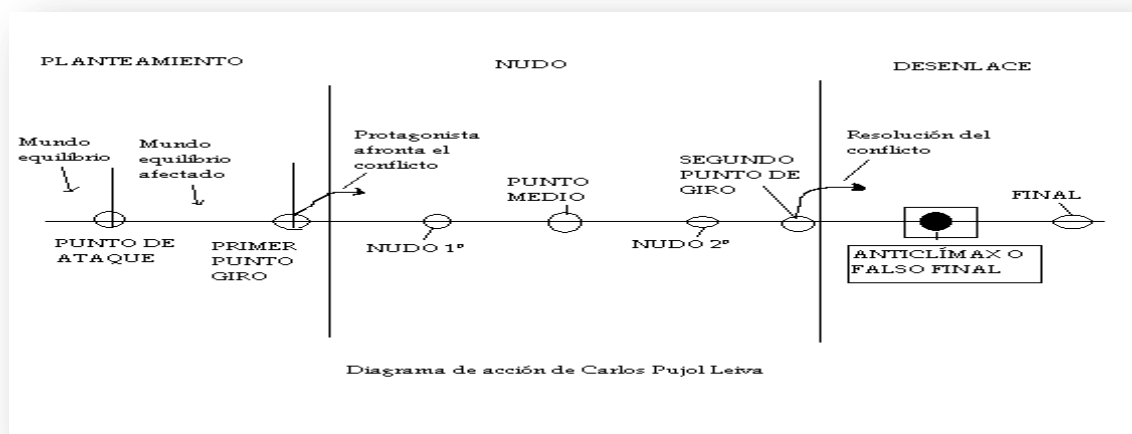 PLANTEAMIENTO
NUDO
DESENLACE
Mundo
equilíbrio
Mundo
equilíbrio
afectado
Protagonista
afronta el
conflicto
SEGUNDO
PUNTO DE
GIRO
Resolución del
conflicto
PUNTO
MEDIO
FINAL
PUNTO DE
ATAQUE
PRIMER
PUNTO
GIRO
NUDO 1º
NUDO 2º
ANTICLÍMAX O
FALSO FINAL
Diagrama de acción de Carlos Pujol Leiva